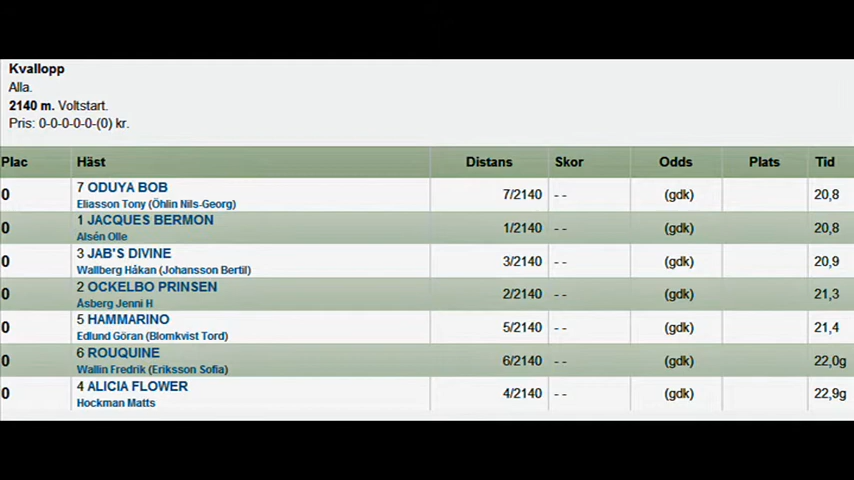 Kvallopp
Alla.
2140 m. Voltstart.
Pris: 0-0-0-0-0-(0) kr.
Plac Häst Distans Skor Odds Plats Tid
0 7 ODUYA BOB 7/2140 - - (gdk) 20,8
Eliasson Tony (Öhlin Nils-Georg)
0 1 JACQUES BERMON 1/2140 - - (gdk) 20,8
Alsén Olle
0 3 JAB'S DIVINE 3/2140 - - (gdk) 20,9
Wallberg Håkan (Johansson Bertil)
0 2 OCKELBO PRINSEN 2/2140 - - (gdk) 21,3
Åsberg Jenni H
0 5 HAMMARINO 5/2140 - - (gdk) 21,4
Edlund Göran (Blomkvist Tord)
0 6 ROUQUINE 6/2140 - - (gdk) 22,0g
Wallin Fredrik (Eriksson Sofia)
0 4 ALICIA FLOWER 4/2140 - - (gdk) 22,9g
Hockman Matts